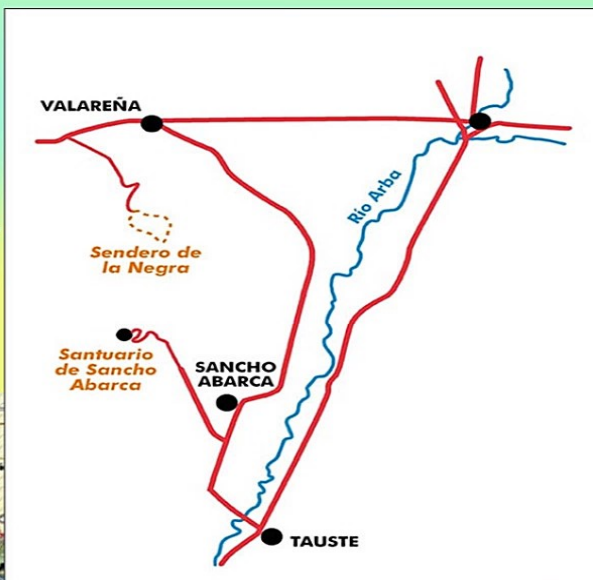 VALAREÑA
Río Arba
Sendero de
la Negra
Santuario
de Sancho
Abarca
SANCHO
ABARCA
TAUSTE